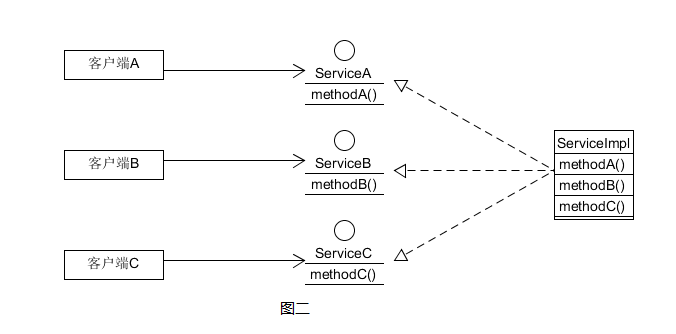 客户端A
ServiceA
methodA()
客户端B
ServiceB
methodB()
ServiceImpl
methodA()
methodB()
methodC()
客户端C
ServiceC
methodC()
图二